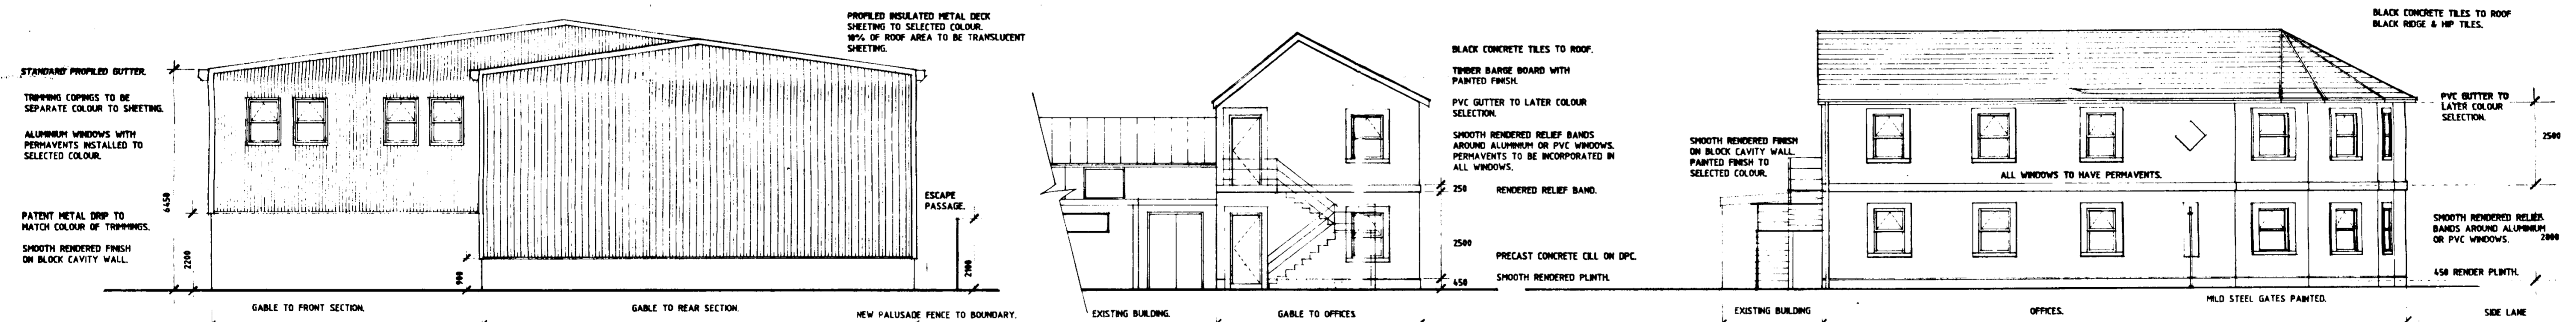 PROFILED INSULATED METAL DECK
SHEETING TO SELECTED COLOUR.
10% OF ROOF AREA TO BE TRANSLUCENT
SHEETING.
STANDARD PROFILED GUTTER.
TRIMMING COPINGS TO BE
SEPARATE COLOUR TO SHEETING.
ALUMINIUM WINDOWS WITH
PERMAVENTS INSTALLED TO
SELECTED COLOUR.
6450
PATENT METAL DRIP TO
MATCH COLOUR OF TRIMMINGS.
SMOOTH RENDERED FINISH
ON BLOCK CAVITY WALL.
2200
900
ESCAPE
PASSAGE.
2100
GABLE TO FRONT SECTION.
GABLE TO REAR SECTION.
NEW PALUSADE FENCE TO BOUNDARY.
BLACK CONCRETE TILES TO ROOF.
TIMBER BARGE BOARD WITH
PAINTED FINISH.
PVC GUTTER TO LATER COLOUR
SELECTION.
SMOOTH RENDERED RELIEF BANDS
AROUND ALUMINIUM OR PVC WINDOWS.
PERMAVENTS TO BE INCORPORATED IN
ALL WINDOWS.
250
RENDERED RELIEF BAND.
2500
PRECAST CONCRETE CILL ON DPC.
450
SMOOTH RENDERED PLINTH.
EXISTING BUILDING.
GABLE TO OFFICES
BLACK CONCRETE TILES TO ROOF
BLACK RIDGE & HIP TILES.
PVC GUTTER TO
LATER COLOUR
SELECTION.
2500
SMOOTH RENDERED FINISH
ON BLOCK CAVITY WALL.
PAINTED FINISH TO
SELECTED COLOUR.
ALL WINDOWS TO HAVE PERMAVENTS.
SMOOTH RENDERED RELIEF
BANDS AROUND ALUMINIUM
OR PVC WINDOWS.
2000
450 RENDER PLINTH.
MILD STEEL GATES PAINTED.
EXISTING BUILDING
OFFICES.
SIDE LANE